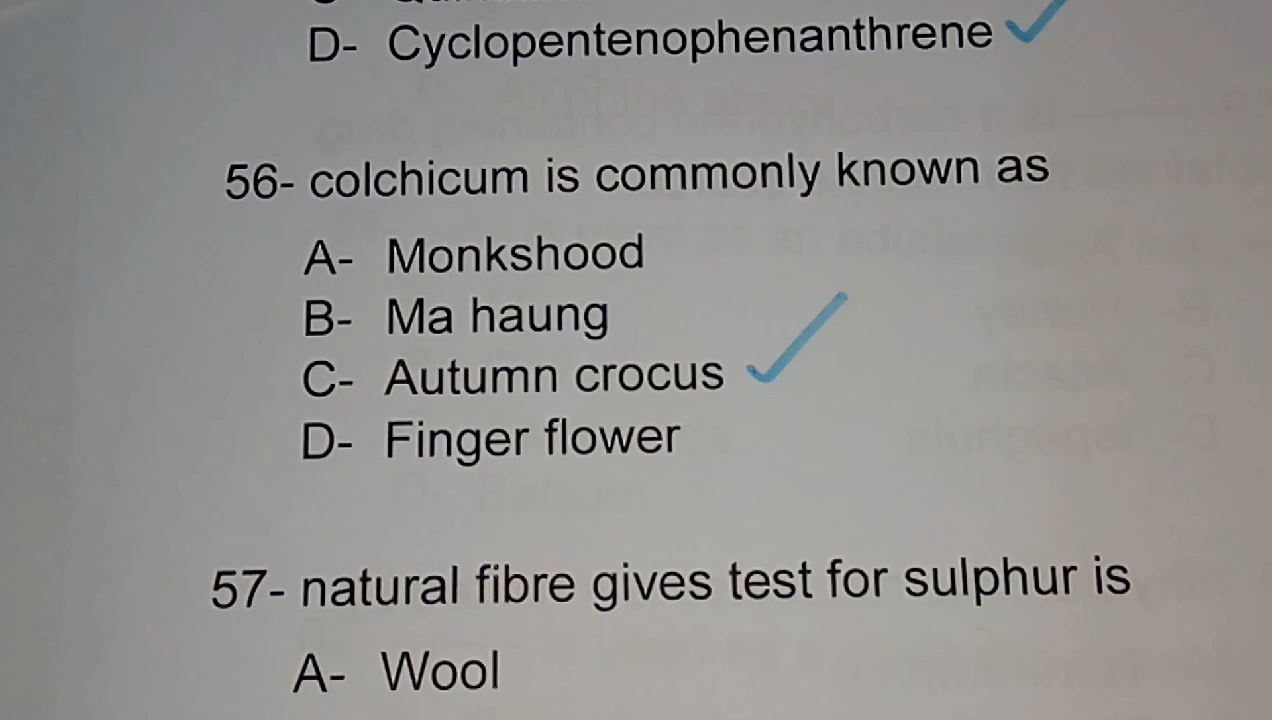 D- Cyclopentenophenanthrene
56- colchicum is commonly known as
A- Monkshood
B- Ma haung
C- Autumn crocus
D- Finger flower
57- natural fibre gives test for sulphur is
A- Wool